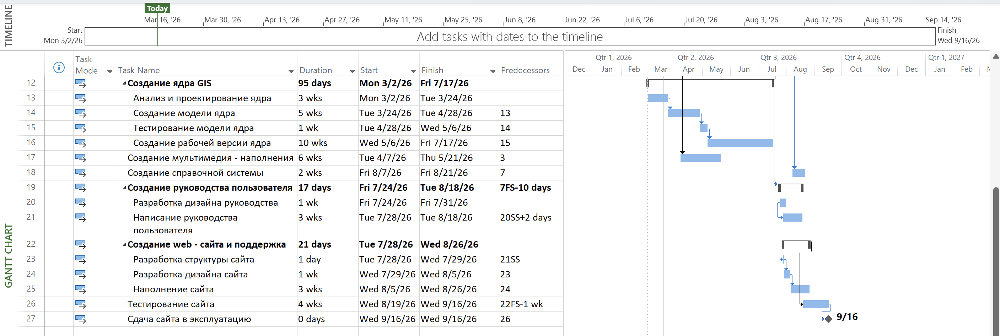 TIMELINE
Today
Mar 16, '26 Mar 30, '26 Apr 13, '26 Apr 27, '26 May 11, '26 May 25, '26 Jun 8, '26 Jun 22, '26 Jul 6, '26 Jul 20, '26 Aug 3, '26 Aug 17, '26 Aug 31, '26 Sep 14, '26
Start
Mon 3/2/26
Add tasks with dates to the timeline
Finish
Wed 9/16/26
GANTT CHART
Task Mode Task Name Duration Start Finish Predecessors
Qtr 1, 2026 Qtr 2, 2026 Qtr 3, 2026 Qtr 4, 2026 Qtr 1, 2027
Dec Jan Feb Mar Apr May Jun Jul Aug Sep Oct Nov Dec Jan Feb
12 Создание ядра GIS 95 days Mon 3/2/26 Fri 7/17/26
13 Анализ и проектирование ядра 3 wks Mon 3/2/26 Tue 3/24/26
14 Создание модели ядра 5 wks Tue 3/24/26 Tue 4/28/26 13
15 Тестирование модели ядра 1 wk Tue 4/28/26 Wed 5/6/26 14
16 Создание рабочей версии ядра 10 wks Wed 5/6/26 Fri 7/17/26 15
17 Создание мультимедия - наполнения 6 wks Tue 4/7/26 Thu 5/21/26 3
18 Создание справочной системы 2 wks Fri 8/7/26 Fri 8/21/26 7
19 Создание руководства пользователя 17 days Fri 7/24/26 Tue 8/18/26 7FS-10 days
20 Разработка дизайна руководства 1 wk Fri 7/24/26 Fri 7/31/26
21 Написание руководства 3 wks Tue 7/28/26 Tue 8/18/26 20SS+2 days
пользователя
22 Создание web - сайта и поддержка 21 days Tue 7/28/26 Wed 8/26/26
23 Разработка структуры сайта 1 day Tue 7/28/26 Wed 7/29/26 21SS
24 Разработка дизайна сайта 1 wk Wed 7/29/26 Wed 8/5/26 23
25 Наполнение сайта 3 wks Wed 8/5/26 Wed 8/26/26 24
26 Тестирование сайта 4 wks Wed 8/19/26 Wed 9/16/26 22FS-1 wk
27 Сдача сайта в эксплуатацию 0 days Wed 9/16/26 Wed 9/16/26 26
9/16